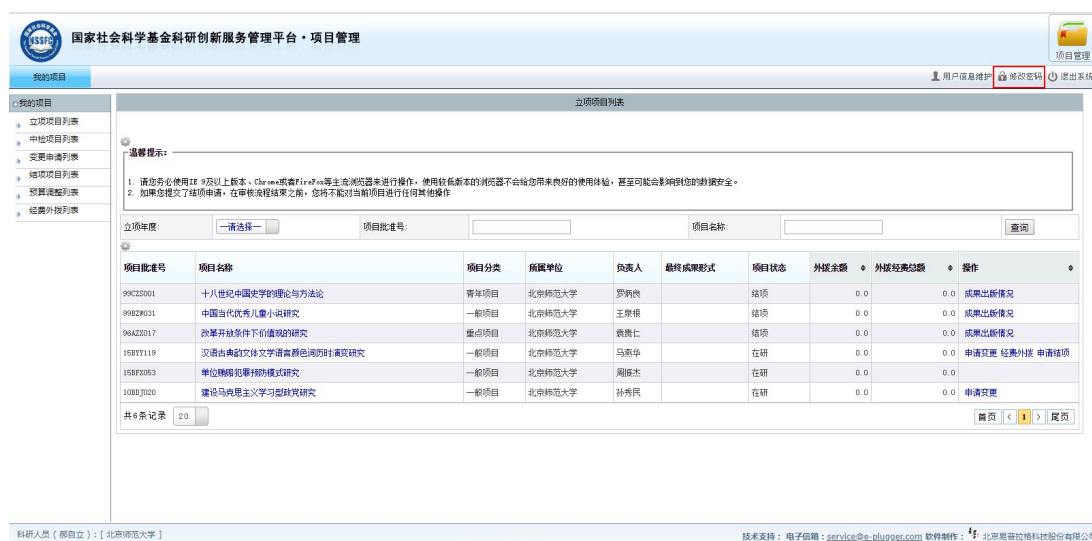 NSSFC
国家社会科学基金科研创新服务管理平台・项目管理
项目管理
我的项目
用户信息维护 修改密码 退出系统
我的项目
立项项目列表
中检项目列表
变更申请列表
结项项目列表
预算调整列表
经费外拨列表
立项项目列表
温馨提示:
1. 请您务必使用IE 9及以上版本、Chrome或者FireFox等主流浏览器来进行操作,使用较低版本的浏览器不会给您带来良好的使用体验,甚至可能会影响到您的数据安全。
2. 如果您提交了结项申请,在审核流程结束之前,您将不能对当前项目进行任何其他操作
立项年度: —请选择— 项目批准号: 项目名称: 查询
项目批准号 项目名称 项目分类 所属单位 负责人 最终成果形式 项目状态 外拨余额 外拨经费总额 操作
99CZS001 十八世纪中国史学的理论与方法论 青年项目 北京师范大学 罗炳良 结项 0.0 0.0 成果出版情况
99BZW031 中国当代优秀儿童小说研究 一般项目 北京师范大学 王泉根 结项 0.0 0.0 成果出版情况
96AZX017 改革开放条件下价值观的研究 重点项目 北京师范大学 袁贵仁 结项 0.0 0.0 成果出版情况
15BYY119 汉语古典韵文体文学语言颜色词历时演变研究 一般项目 北京师范大学 马燕华 在研 0.0 0.0 申请变更 经费外拨 申请结项
15BFX053 单位贿赂犯罪预防模式研究 一般项目 北京师范大学 周振杰 在研 0.0 0.0
10BDJ020 建设马克思主义学习型政党研究 一般项目 北京师范大学 孙秀民 在研 0.0 0.0 申请变更
共6条记录 20 首页 < 1 > 尾页
科研人员(部自立):[ 北京师范大学 ]
技术支持: 电子信箱:service@e-plugger.com 软件制作: 北京易普拉格科技股份有限公